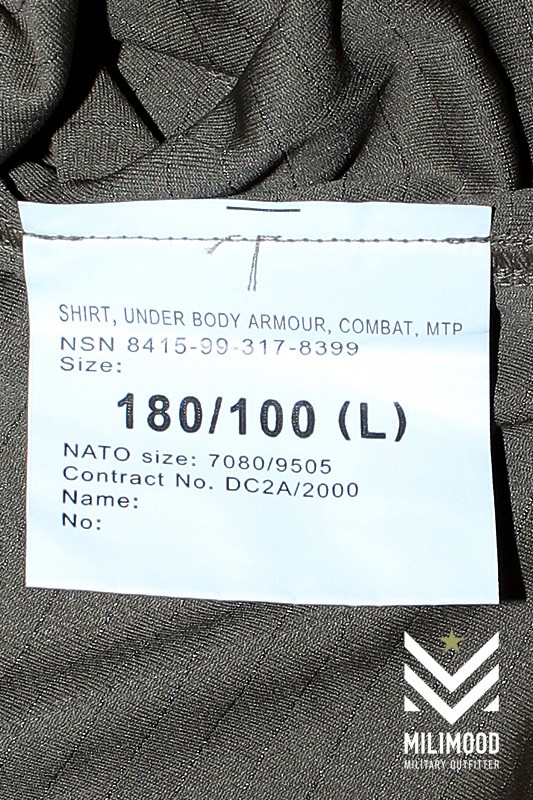 SHIRT, UNDER BODY ARMOUR, COMBAT, MTP
NSN 8415-99-317-8399
Size:
180/100 (L)
NATO size: 7080/9505
Contract No. DC2A/2000
Name:
No:
MILIMOOD
MILITARY OUTFITTER